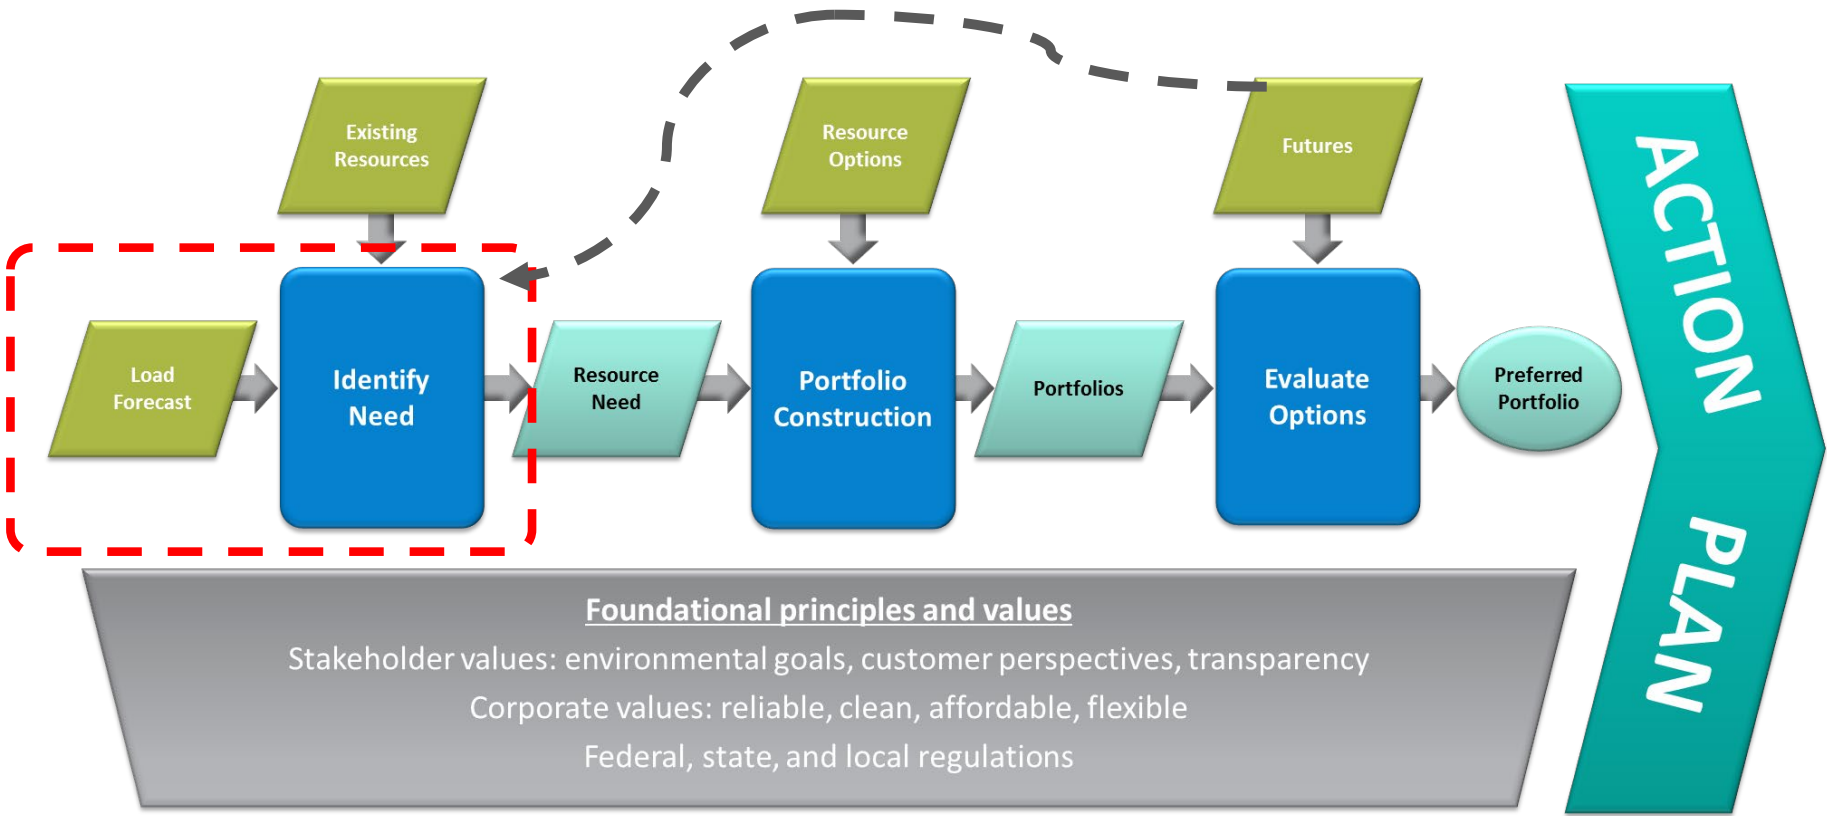 Existing
Resources
Resource
Options
Futures
Load
Forecast
Identify
Need
Resource
Need
Portfolio
Construction
Portfolios
Evaluate
Options
Preferred
Portfolio
ACTION
PLAN
Foundational principles and values
Stakeholder values: environmental goals, customer perspectives, transparency
Corporate values: reliable, clean, affordable, flexible
Federal, state, and local regulations